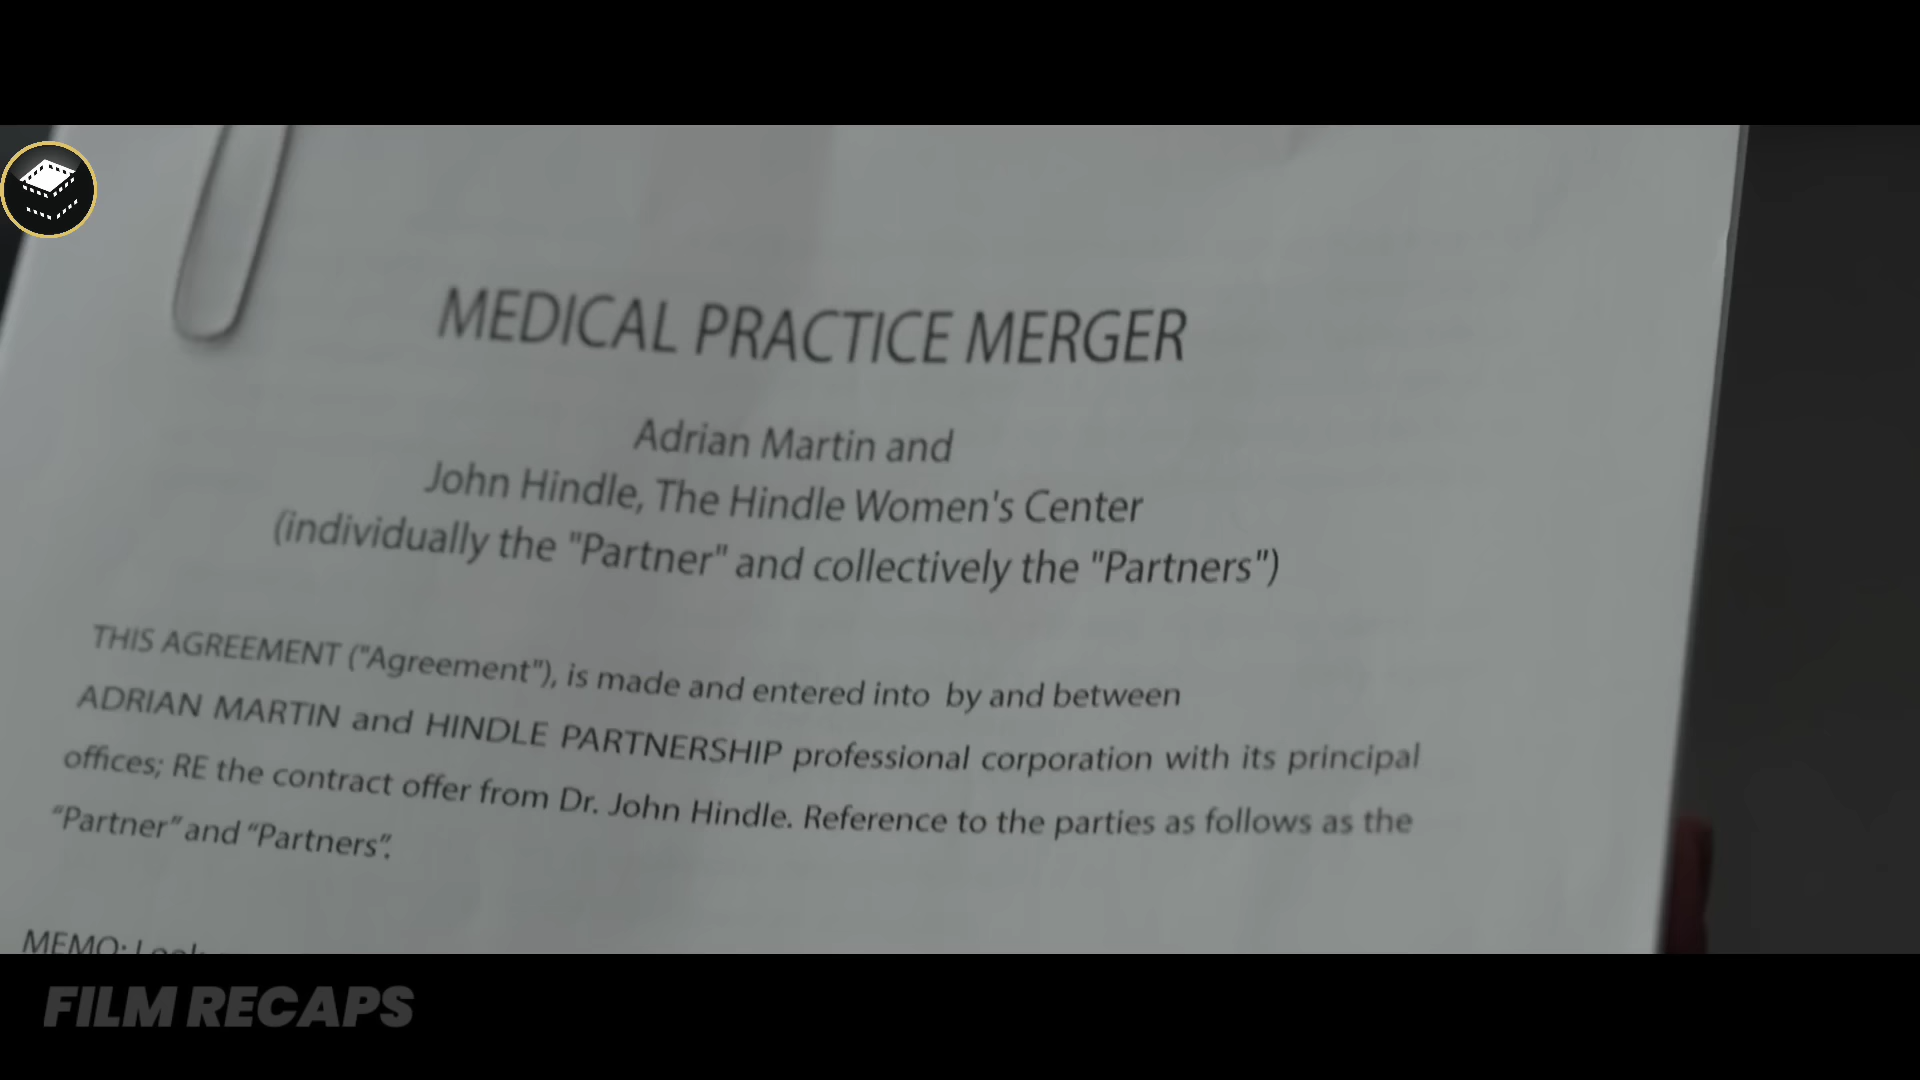 MEDICAL PRACTICE MERGER
Adrian Martin and
John Hindle, The Hindle Women's Center
(individually the "Partner" and collectively the "Partners")
THIS AGREEMENT ("Agreement"), is made and entered into by and between
ADRIAN MARTIN and HINDLE PARTNERSHIP professional corporation with its principal
offices; RE the contract offer from Dr. John Hindle. Reference to the parties as follows as the
“Partner” and “Partners”.
MEMO:
FILM RECAPS